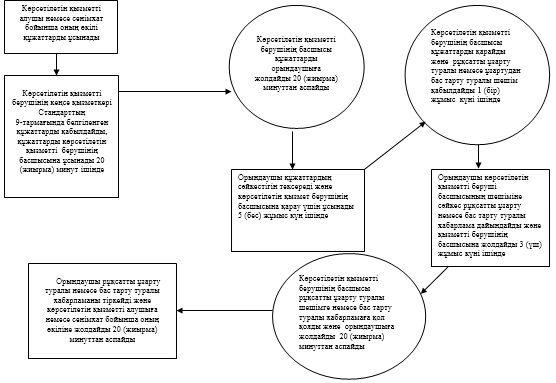 Көрсетілетін қызметті
алушы немесе сенімхат
бойынша оның өкілі
құжаттарды ұсынады
Көрсетілетін қызметті
берушінің кеңсе қызметкері
Стандарттың
9-тармағында белгіленген
құжаттарды қабылдайды,
құжаттарды көрсетілетін
қызметті берушінің
басшысына ұсынады 20
(жиырма) минут ішінде
Көрсетілетін қызметті
берушінің басшысы
құжаттарды
орындаушыға
жолдайды 20 (жиырма)
минуттан аспайды
Орындаушы құжаттардың
сәйкестігін тексереді және
көрсетілетін қызмет берушінің
басшысына қарау үшін ұсынады
5 (бес) жұмыс күн ішінде
Көрсетілетін қызметті
берушінің басшысы
құжаттарды қарайды
және рұқсатты ұзарту
туралы немесе ұзартудан
бас тарту туралы шешім
қабылдайды 1 (бір)
жұмыс күні ішінде
Орындаушы көрсетілетін
қызметті беруші
басшысының шешіміне
сәйкес рұқсатты ұзарту
немесе бас тарту туралы
хабарлама дайындайды және
қызметті берушінің
басшысына жолдайды 3 (үш)
жұмыс күні ішінде
Көрсетілетін қызметті
берушінің басшысы
рұқсатты ұзарту туралы
шешімге немесе бас тарту
туралы хабарламаға қол
қояды және орындаушыға
жолдайды 20 (жиырма)
минуттан аспайды
Орындаушы рұқсатты ұзарту
туралы немесе бас тарту туралы
хабарламаны тіркейді және
көрсетілетін қызметті алушыға
немесе сенімхат бойынша оның
өкіліне жолдайды 20 (жиырма)
минуттан аспайды